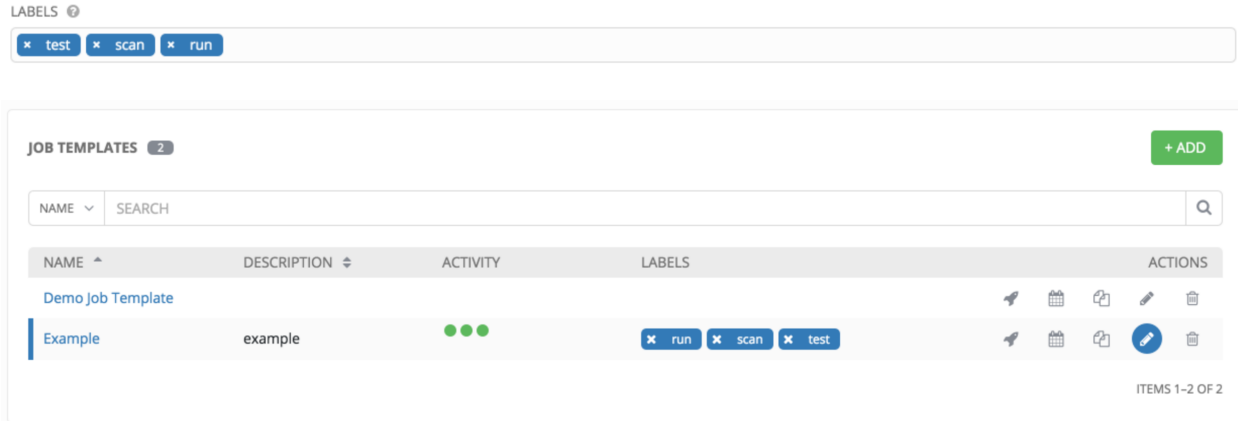 LABELS ?
× test × scan × run
JOB TEMPLATES 2
+ ADD
NAME SEARCH
NAME DESCRIPTION ACTIVITY LABELS ACTIONS
Demo Job Template
Example example × run × scan × test
ITEMS 1–2 OF 2